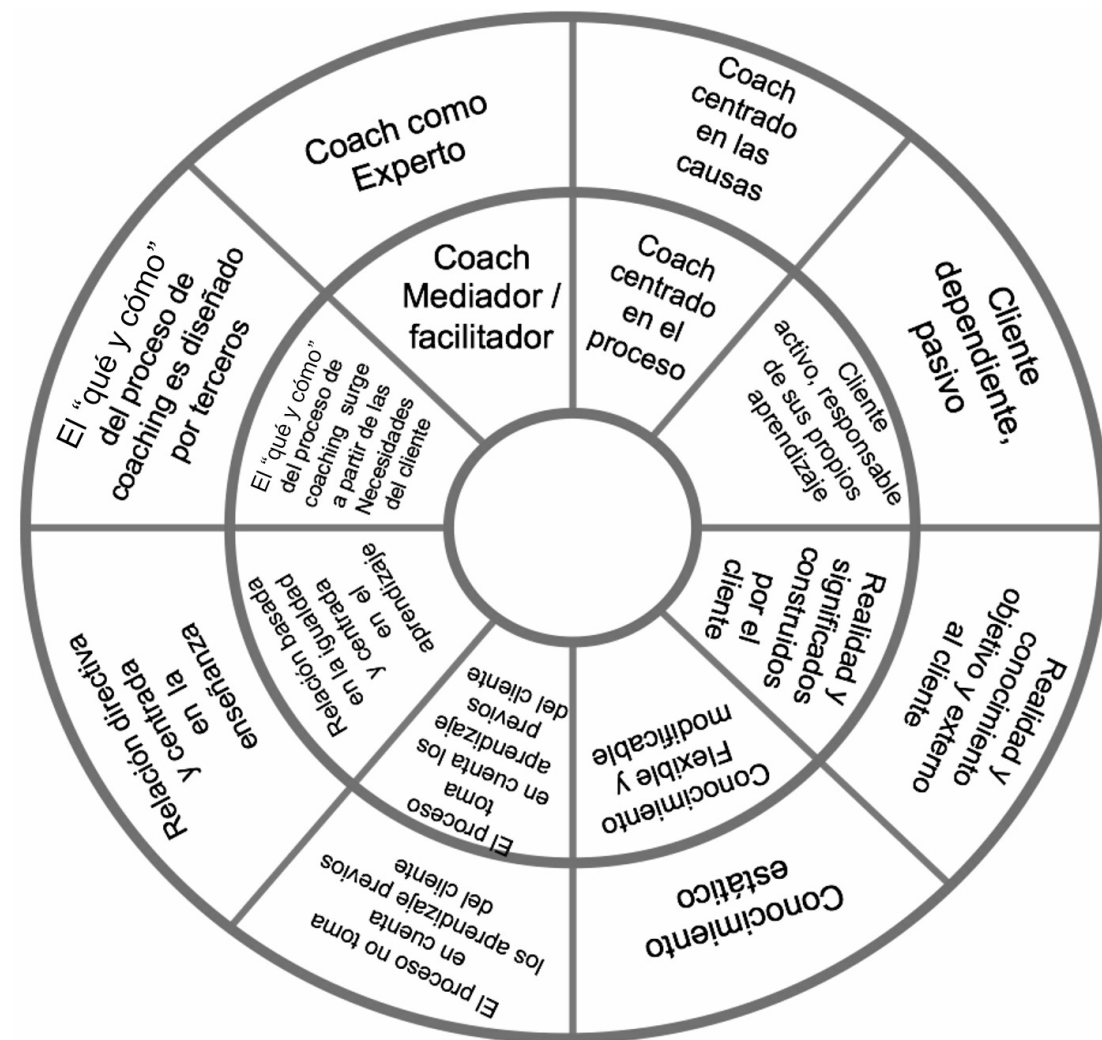 Coach como
Experto
Coach
centrado
en las
causas
Cliente
dependiente,
pasivo
Realidad y
conocimiento
objetivo y externo
al cliente
Conocimiento
estático
El proceso no toma
en cuenta
los aprendizaje previos
del cliente
Relación directiva
y centrada
en la
enseñanza
El “qué y cómo”
del proceso de
coaching es diseñado
por terceros
Coach
Mediador /
facilitador
Coach
centrado
en el
proceso
Cliente
activo, responsable
de sus propios
aprendizaje
Realidad y
significados
construidos
por el
cliente
Conocimiento
Flexible y
modificable
El proceso
toma
en cuenta los
aprendizaje
previos
del cliente
Relación basada
en la igualdad
y centrada
en el
aprendizaje
El “qué y cómo”
del proceso de
coaching surge
a partir de las
Necesidades
del cliente